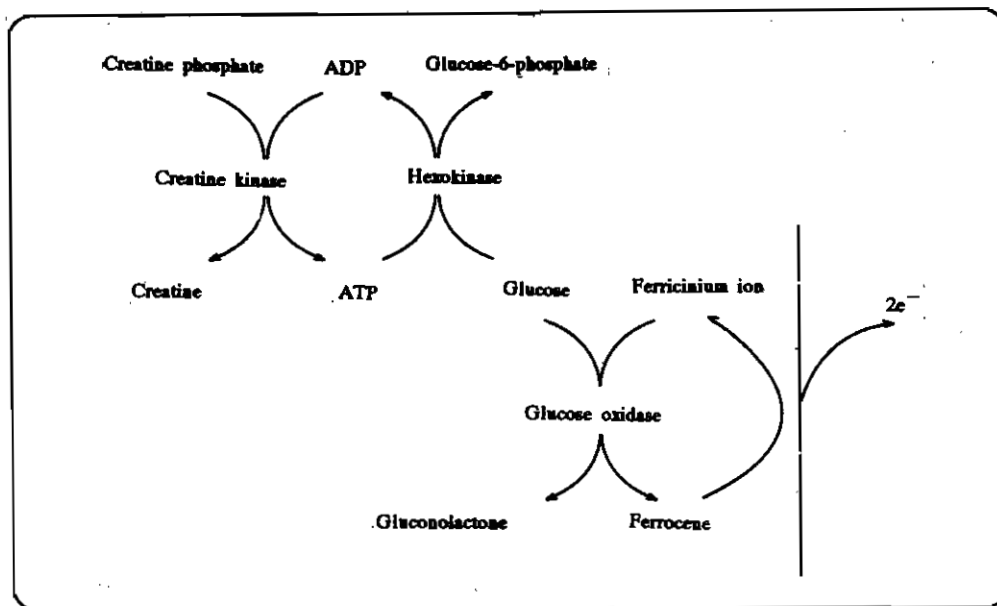 Creatine phosphate ADP Glucose-6-phosphate
Creatine kinase Hexokinase
Creatine ATP Glucose Ferricinium ion 2e⁻
Glucose oxidase
Gluconolactone Ferrocene